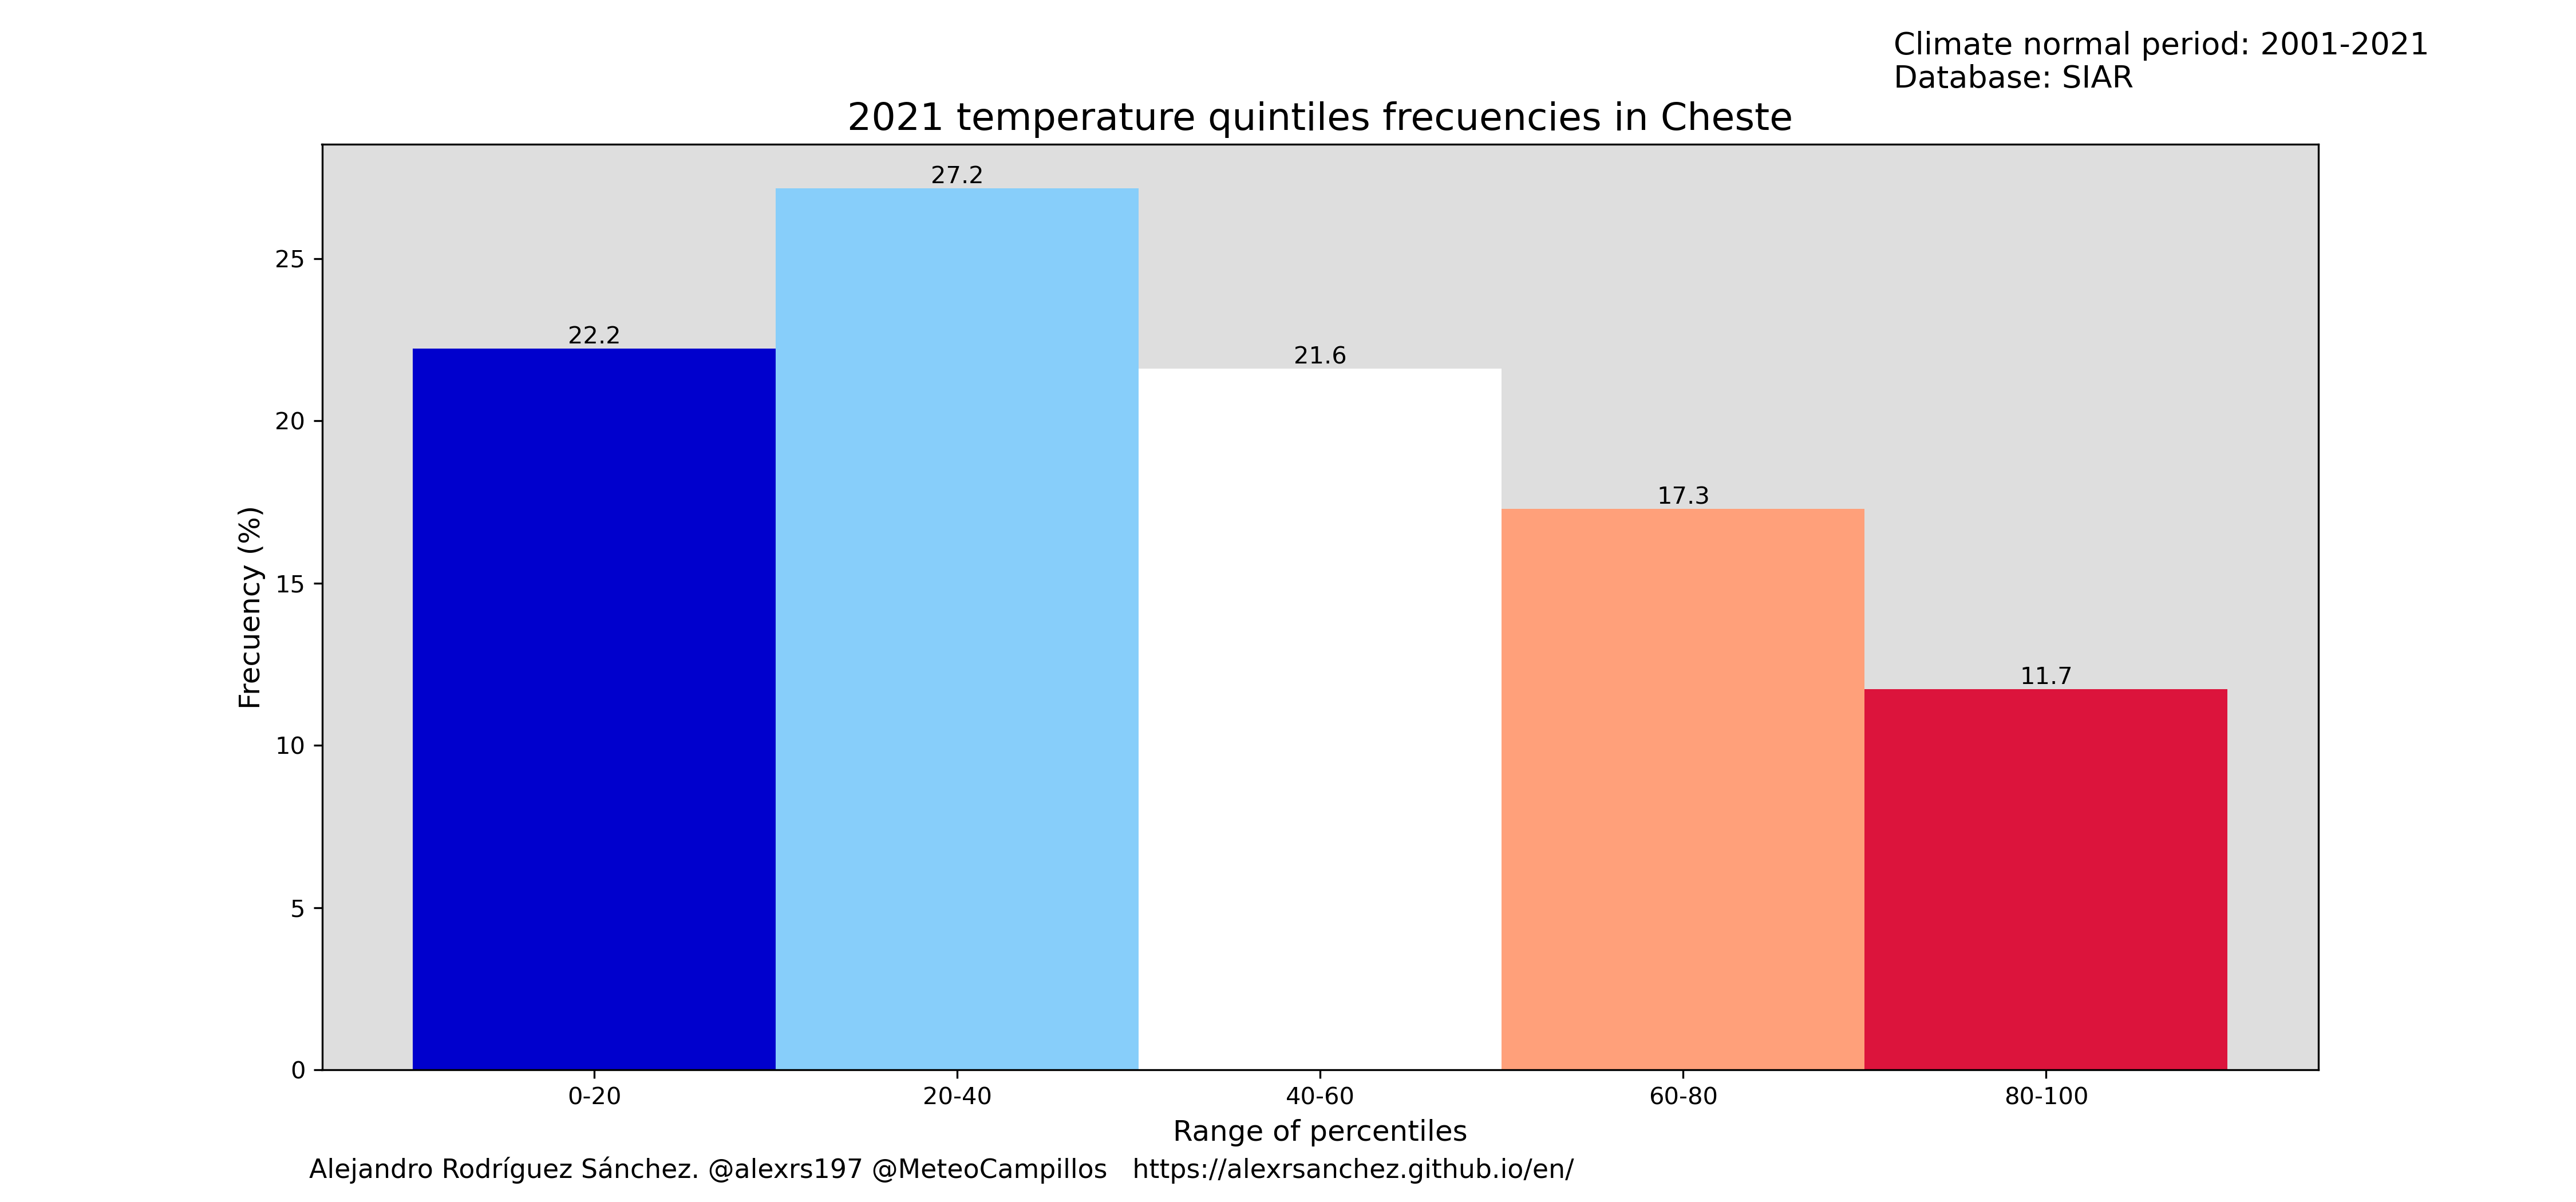 Climate normal period: 2001-2021
Database: SIAR
2021 temperature quintiles frecuencies in Cheste
27.2
25
22.2
21.6
20
17.3
Frecuency (%)
15
11.7
10
5
0
0-20 20-40 40-60 60-80 80-100
Range of percentiles
Alejandro Rodríguez Sánchez. @alexrs197 @MeteoCampillos https://alexrsanchez.github.io/en/